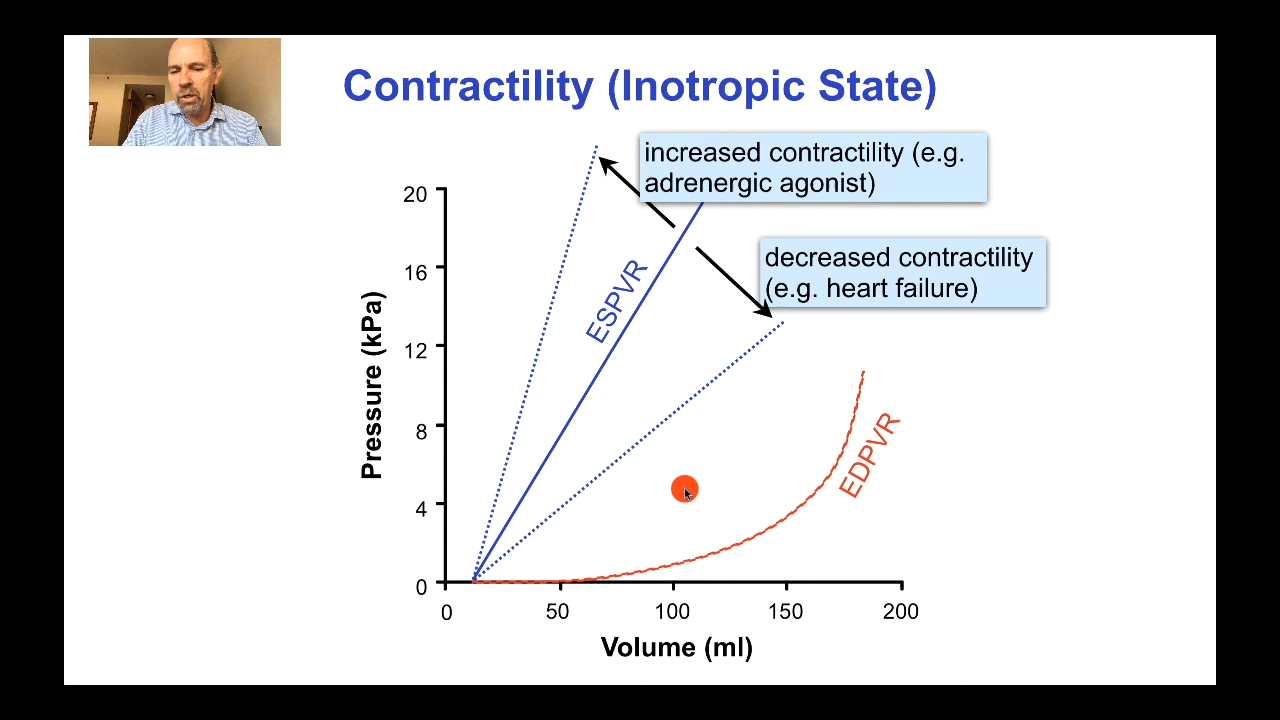 Contractility (Inotropic State)
increased contractility (e.g.
adrenergic agonist)
decreased contractility
(e.g. heart failure)
ESPVR
EDPVR
Pressure (kPa)
20
16
12
8
4
0
0 50 100 150 200
Volume (ml)